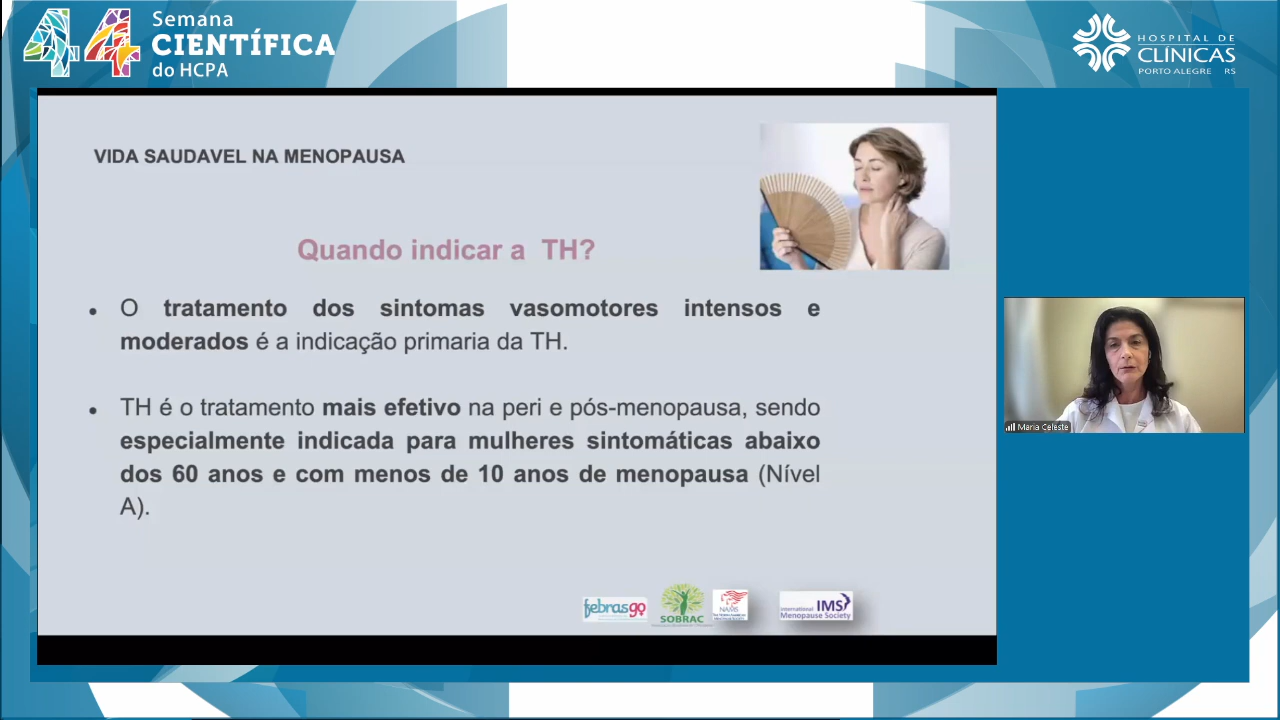 44
Semana
CIENTÍFICA
do HCPA
HOSPITAL DE
CLÍNICAS
PORTO ALEGRE RS
VIDA SAUDAVEL NA MENOPAUSA
Quando indicar a TH?
• O tratamento dos sintomas vasomotores intensos e
moderados é a indicação primaria da TH.
• TH é o tratamento mais efetivo na peri e pós-menopausa, sendo
especialmente indicada para mulheres sintomáticas abaixo
dos 60 anos e com menos de 10 anos de menopausa (Nível
A).
Maria Celeste
febrasgo
SOBRAC
NAMS
International
Menopause Society
IMS